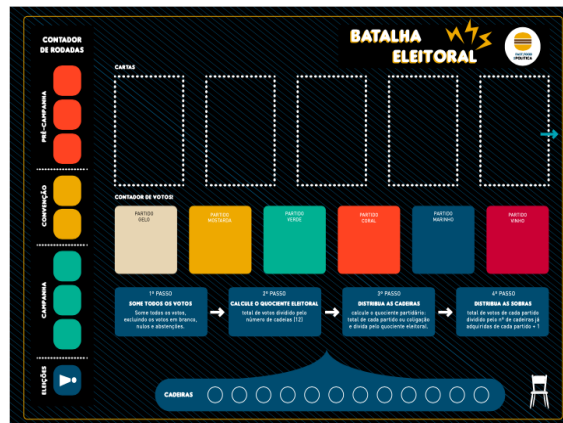 CONTADOR
DE RODADAS
PRÉ-CAMPANHA
CONVENÇÃO
CAMPANHA
ELEIÇÕES
BATALHA
ELEITORAL
POLÍTICA
CARTAS
CONTADOR DE VOTOS!
PARTIDO
GELO
PARTIDO
MOSTARDA
PARTIDO
VERDE
PARTIDO
CORAL
PARTIDO
MARINHO
PARTIDO
VINHO
1º PASSO
SOME TODOS OS VOTOS
Some todos os votos,
excluindo os votos em branco,
nulos e abstenções.
2º PASSO
CALCULE O QUOCIENTE ELEITORAL
total de votos dividido pelo
número de cadeias (12)
3º PASSO
DISTRIBUA AS CADEIRAS
calcule o quociente partidário:
total de cada partido ou coligação
e divida pelo quociente eleitoral.
4º PASSO
DISTRIBUA AS SOBRAS
total de votos de cada partido
dividido pelo nº de cadeiras já
adquiridas de cada partido + 1
CADEIRAS